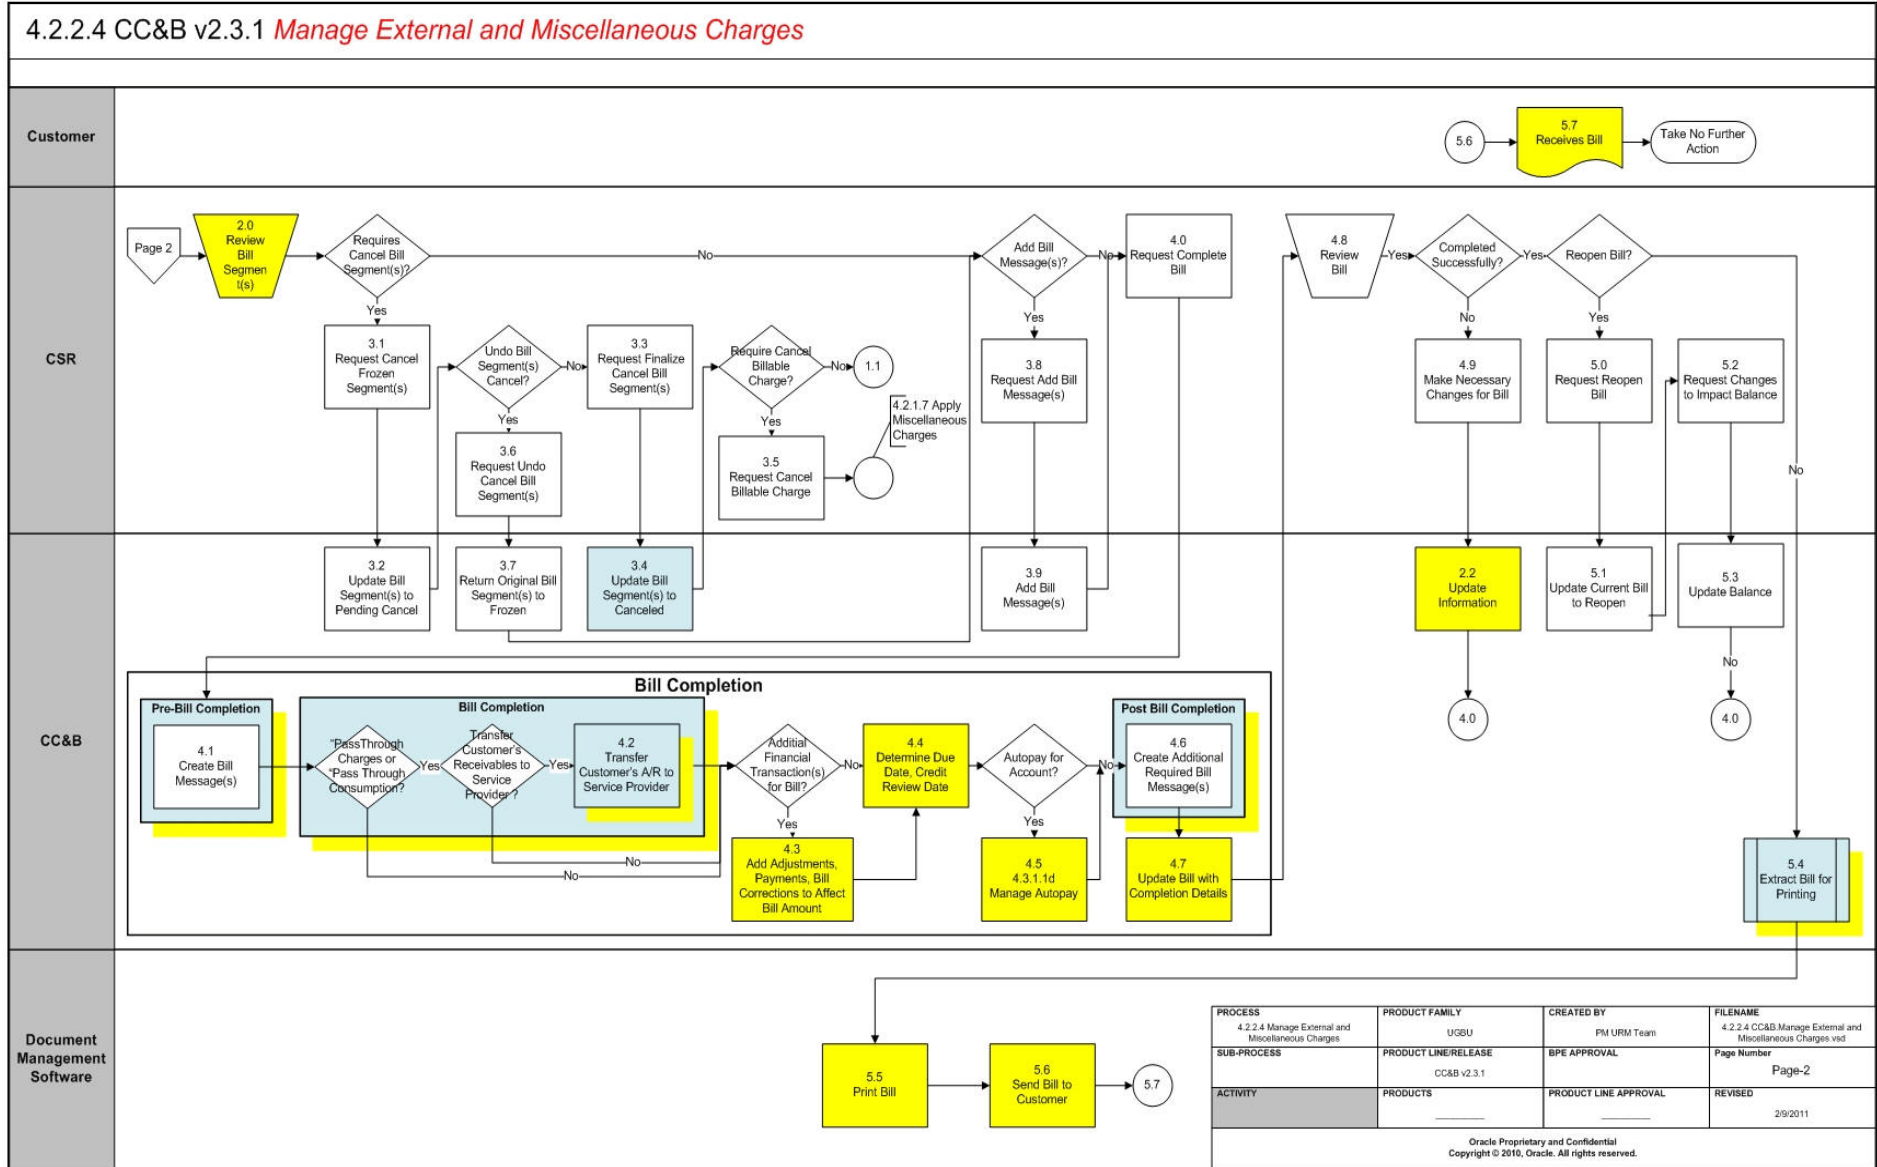 4.2.2.4 CC&B v2.3.1 Manage External and Miscellaneous Charges
Customer
5.6
5.7
Receives Bill
Take No Further
Action
CSR
Page 2
2.0
Review
Bill
Segmen
t(s)
Requires
Cancel Bill
Segment(s)?
No
Yes
3.1
Request Cancel
Frozen
Segment(s)
Undo Bill
Segment(s)
Cancel?
No
Yes
3.6
Request Undo
Cancel Bill
Segment(s)
3.3
Request Finalize
Cancel Bill
Segment(s)
Require Cancel
Billable
Charge?
No
1.1
Yes
3.5
Request Cancel
Billable Charge
4.2.1.7 Apply
Miscellaneous
Charges
Add Bill
Message(s)?
No
Yes
3.8
Request Add Bill
Message(s)
4.0
Request Complete
Bill
4.8
Review
Bill
Yes
Completed
Successfully?
Yes
No
4.9
Make Necessary
Changes for Bill
Reopen Bill?
Yes
No
5.0
Request Reopen
Bill
5.2
Request Changes
to Impact Balance
CC&B
3.2
Update Bill
Segment(s) to
Pending Cancel
3.7
Return Original Bill
Segment(s) to
Frozen
3.4
Update Bill
Segment(s) to
Canceled
3.9
Add Bill
Message(s)
2.2
Update
Information
4.0
5.1
Update Current Bill
to Reopen
5.3
Update Balance
No
4.0
Bill Completion
Pre-Bill Completion
4.1
Create Bill
Message(s)
Bill Completion
"PassThrough
Charges or
"Pass Through
Consumption?
Yes
No
Transfer
Customer's
Receivables to
Service
Provider ?
Yes
No
4.2
Transfer
Customer's A/R to
Service Provider
Additial
Financial
Transaction(s)
for Bill?
No
Yes
4.3
Add Adjustments,
Payments, Bill
Corrections to Affect
Bill Amount
4.4
Determine Due
Date, Credit
Review Date
Autopay for
Account?
No
Yes
4.5
4.3.1.1d
Manage Autopay
Post Bill Completion
4.6
Create Additional
Required Bill
Message(s)
4.7
Update Bill with
Completion Details
5.4
Extract Bill for
Printing
Document
Management
Software
5.5
Print Bill
5.6
Send Bill to
Customer
5.7
PROCESS
4.2.2.4 Manage External and
Miscellaneous Charges
PRODUCT FAMILY
UGBU
CREATED BY
PM URM Team
FILENAME
4.2.2.4 CC&B.Manage External and
Miscellaneous Charges.vsd
SUB-PROCESS
PRODUCT LINE/RELEASE
CC&B v2.3.1
BPE APPROVAL
Page Number
Page-2
ACTIVITY
PRODUCTS
PRODUCT LINE APPROVAL
REVISED
2/9/2011
Oracle Proprietary and Confidential
Copyright © 2010, Oracle. All rights reserved.